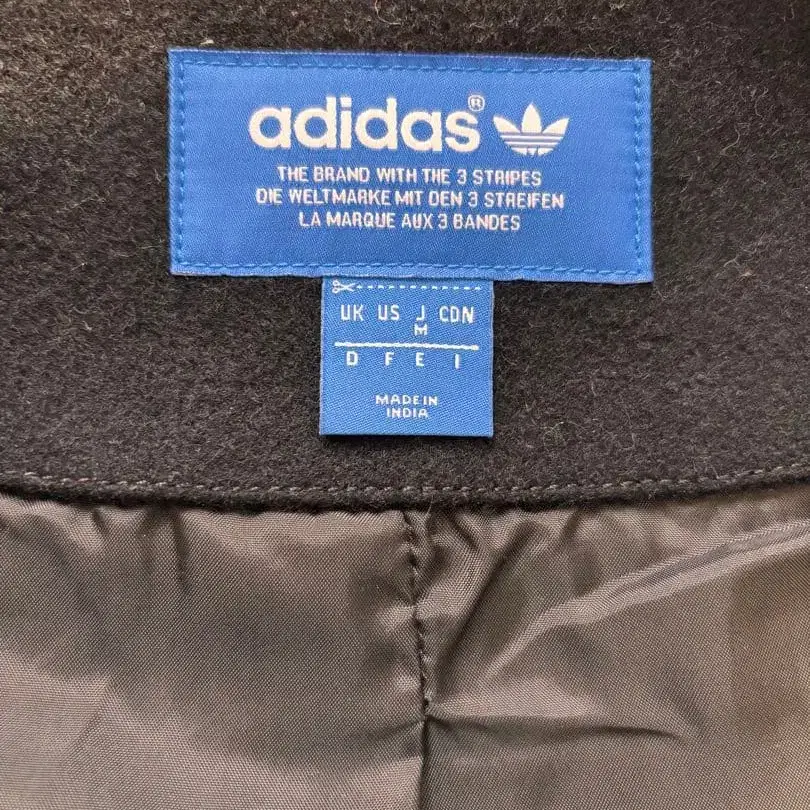 adidas®
THE BRAND WITH THE 3 STRIPES
DIE WELTMARKE MIT DEN 3 STREIFEN
LA MARQUE AUX 3 BANDES
UK US J CDN
M
D F E I
MADE IN
INDIA